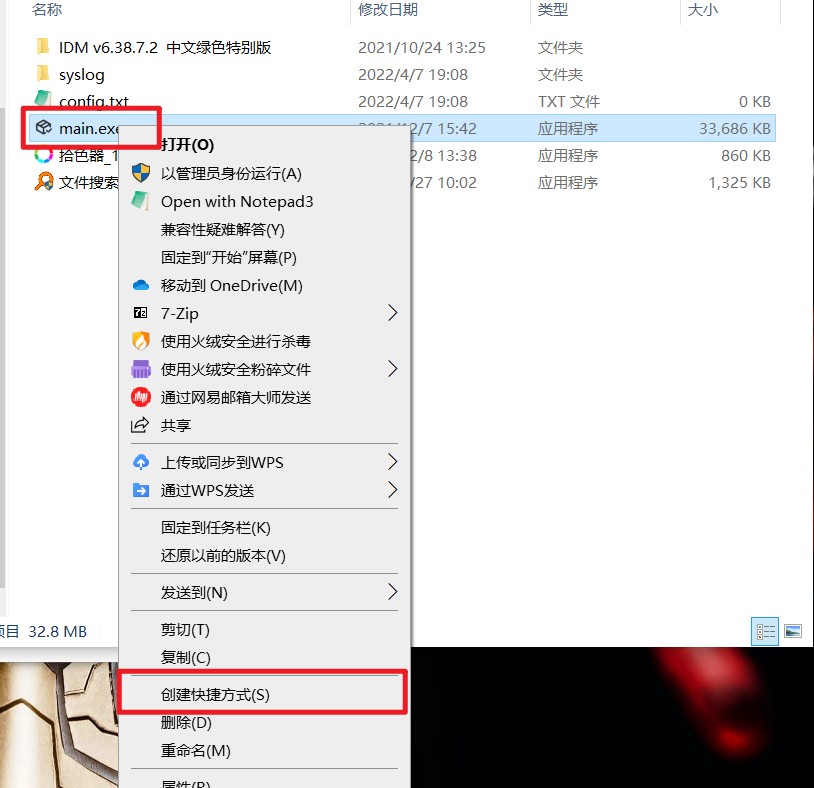 名称 修改日期 类型 大小
IDM v6.38.7.2 中文绿色特别版 2021/10/24 13:25 文件夹
syslog 2022/4/7 19:08 文件夹
config.txt 2022/4/7 19:08 TXT 文件 0 KB
main.exe 2/7 15:42 应用程序 33,686 KB
拾色器_1 2/8 13:38 应用程序 860 KB
文件搜索 /27 10:02 应用程序 1,325 KB
打开(O)
以管理员身份运行(A)
Open with Notepad3
兼容性疑难解答(Y)
固定到"开始"屏幕(P)
移动到 OneDrive(M)
7-Zip
使用火绒安全进行杀毒
使用火绒安全粉碎文件
通过网易邮箱大师发送
共享
上传或同步到WPS
通过WPS发送
固定到任务栏(K)
还原以前的版本(V)
发送到(N)
剪切(T)
复制(C)
创建快捷方式(S)
删除(D)
重命名(M)
属性(R)
项目 32.8 MB